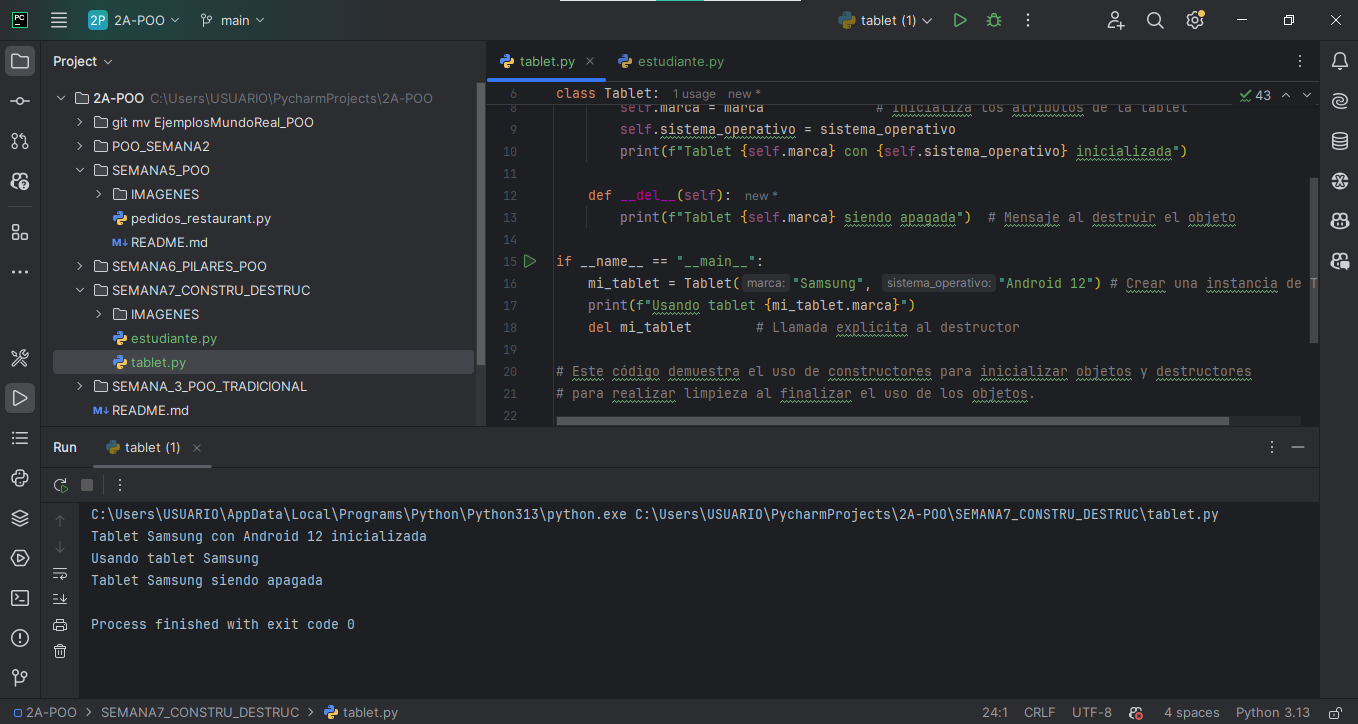 PC
2P 2A-POO
main
tablet (1)
Project
2A-POO C:\Users\USUARIO\PycharmProjects\2A-POO
git mv EjemplosMundoReal_POO
POO_SEMANA2
SEMANA5_POO
IMAGENES
pedidos_restaurant.py
M↓ README.md
SEMANA6_PILARES_POO
SEMANA7_CONSTRU_DESTRUC
IMAGENES
estudiante.py
tablet.py
SEMANA_3_POO_TRADICIONAL
M↓ README.md
tablet.py
estudiante.py
6 class Tablet: 1 usage new *
43
8 self.marca = marca # Inicializa los atributos de la tablet
9 self.sistema_operativo = sistema_operativo
10 print(f"Tablet {self.marca} con {self.sistema_operativo} inicializada")
11
12 def __del__(self): new *
13 print(f"Tablet {self.marca} siendo apagada") # Mensaje al destruir el objeto
14
15 if __name__ == "__main__":
16 mi_tablet = Tablet( marca: "Samsung", sistema_operativo: "Android 12") # Crear una instancia de T
17 print(f"Usando tablet {mi_tablet.marca}")
18 del mi_tablet # Llamada explicita al destructor
19
20 # Este código demuestra el uso de constructores para inicializar objetos y destructores
21 # para realizar limpieza al finalizar el uso de los objetos.
22
Run
tablet (1)
C:\Users\USUARIO\AppData\Local\Programs\Python\Python313\python.exe C:\Users\USUARIO\PycharmProjects\2A-POO\SEMANA7_CONSTRU_DESTRUC\tablet.py
Tablet Samsung con Android 12 inicializada
Usando tablet Samsung
Tablet Samsung siendo apagada
Process finished with exit code 0
2A-POO > SEMANA7_CONSTRU_DESTRUC > tablet.py
24:1 CRLF UTF-8 4 spaces Python 3.13